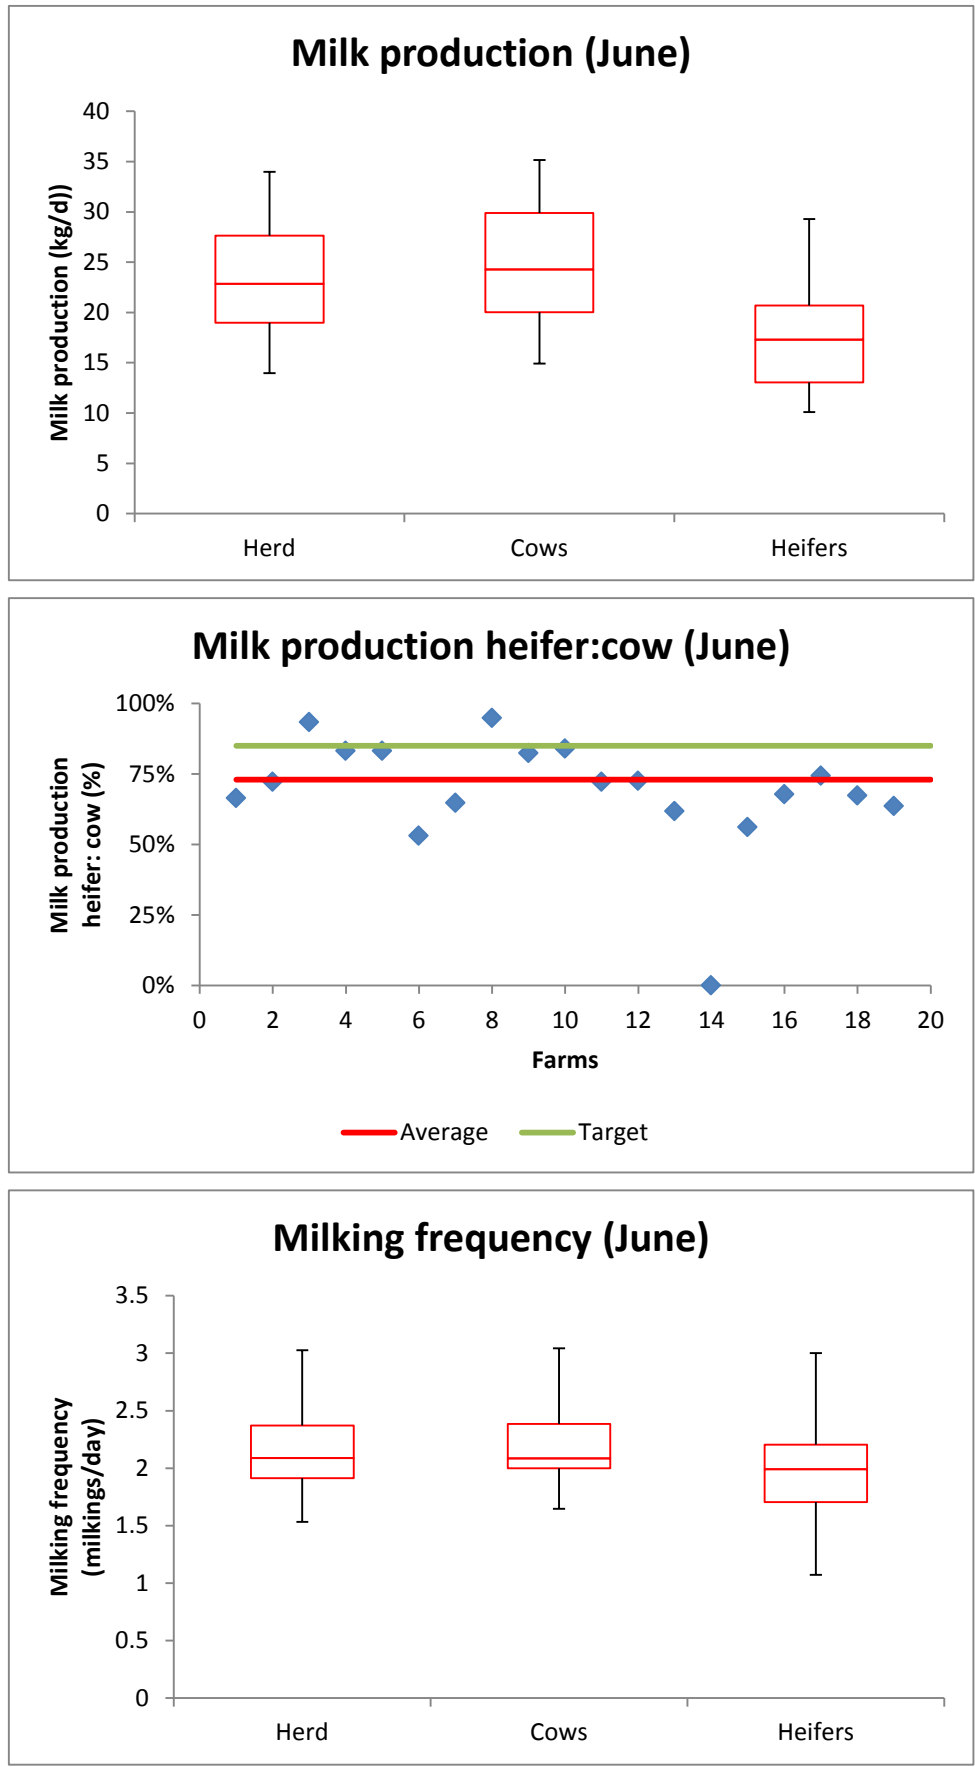 Milk production (June)
40
35
30
25
20
15
10
5
0
Milk production (kg/d))
Herd Cows Heifers
Milk production heifer:cow (June)
100%
75%
50%
25%
0%
Milk production
heifer: cow (%)
0 2 4 6 8 10 12 14 16 18 20
Farms
Average Target
Milking frequency (June)
3.5
3
2.5
2
1.5
1
0.5
0
Milking frequency
(milkings/day)
Herd Cows Heifers